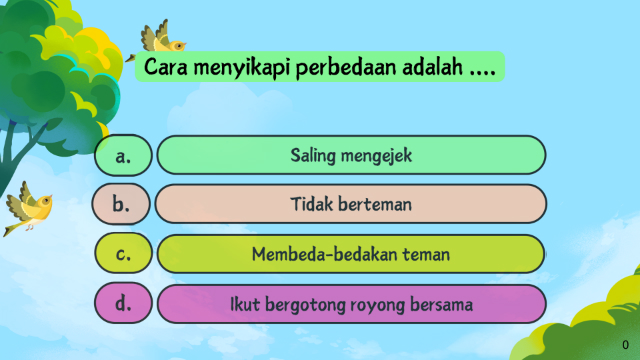 Cara menyikapi perbedaan adalah ....
a. Saling mengejek
b. Tidak berteman
c. Membeda-bedakan teman
d. Ikut bergotong royong bersama
0